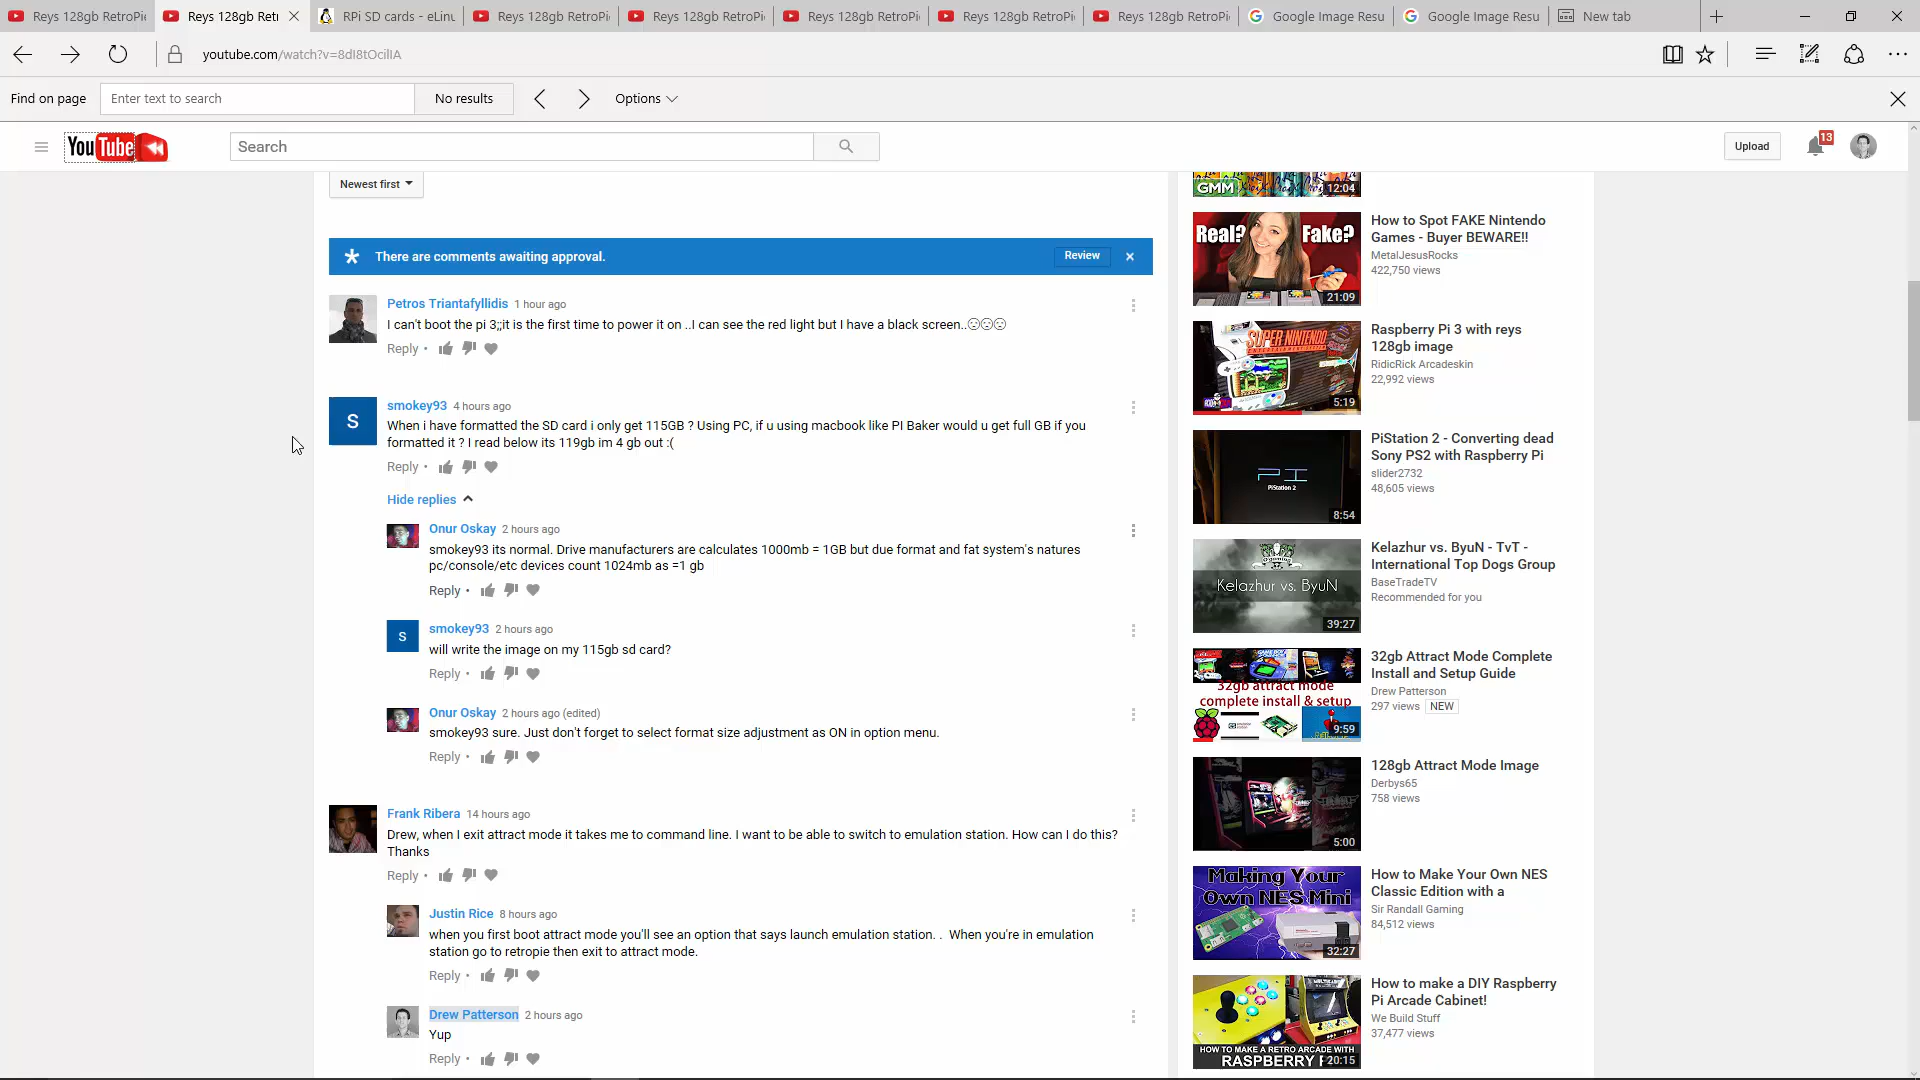 Reys 128gb RetroPi
Reys 128gb Retr
RPi SD cards - eLinu
Reys 128gb RetroPi
Reys 128gb RetroPi
Reys 128gb RetroPi
Reys 128gb RetroPi
Reys 128gb RetroPi
Google Image Resu
Google Image Resu
New tab
youtube.com/watch?v=8dI8tOcilIA
Find on page
Enter text to search
No results
Options
YouTube
Search
Upload
13
Newest first
There are comments awaiting approval.
Review
Petros Triantafyllidis 1 hour ago
I can't boot the pi 3;;it is the first time to power it on ..I can see the red light but I have a black screen..☹☹☹
Reply •
S
smokey93 4 hours ago
When i have formatted the SD card i only get 115GB ? Using PC, if u using macbook like PI Baker would u get full GB if you
formatted it ? I read below its 119gb im 4 gb out :(
Reply •
Hide replies
Onur Oskay 2 hours ago
smokey93 its normal. Drive manufacturers are calculates 1000mb = 1GB but due format and fat system's natures
pc/console/etc devices count 1024mb as =1 gb
Reply •
S
smokey93 2 hours ago
will write the image on my 115gb sd card?
Reply •
Onur Oskay 2 hours ago (edited)
smokey93 sure. Just don't forget to select format size adjustment as ON in option menu.
Reply •
Frank Ribera 14 hours ago
Drew, when I exit attract mode it takes me to command line. I want to be able to switch to emulation station. How can I do this?
Thanks
Reply •
Justin Rice 8 hours ago
when you first boot attract mode you'll see an option that says launch emulation station. . When you're in emulation
station go to retropie then exit to attract mode.
Reply •
Drew Patterson 2 hours ago
Yup
Reply •
GMM
12:04
Real? Fake?
21:09
How to Spot FAKE Nintendo
Games - Buyer BEWARE!!
MetalJesusRocks
422,750 views
SUPER NINTENDO
5:19
Raspberry Pi 3 with reys
128gb image
RidicRick Arcadeskin
22,992 views
PiStation 2
8:54
PiStation 2 - Converting dead
Sony PS2 with Raspberry Pi
slider2732
48,605 views
Kelazhur vs. ByuN
39:27
Kelazhur vs. ByuN - TvT -
International Top Dogs Group
BaseTradeTV
Recommended for you
32gb attract mode
complete install & setup
9:59
32gb Attract Mode Complete
Install and Setup Guide
Drew Patterson
297 views NEW
5:00
128gb Attract Mode Image
Derbys65
758 views
Making Your
Own NES Mini
32:27
How to Make Your Own NES
Classic Edition with a
Sir Randall Gaming
84,512 views
HOW TO MAKE A RETRO ARCADE WITH
RASPBERRY
20:15
How to make a DIY Raspberry
Pi Arcade Cabinet!
We Build Stuff
37,477 views